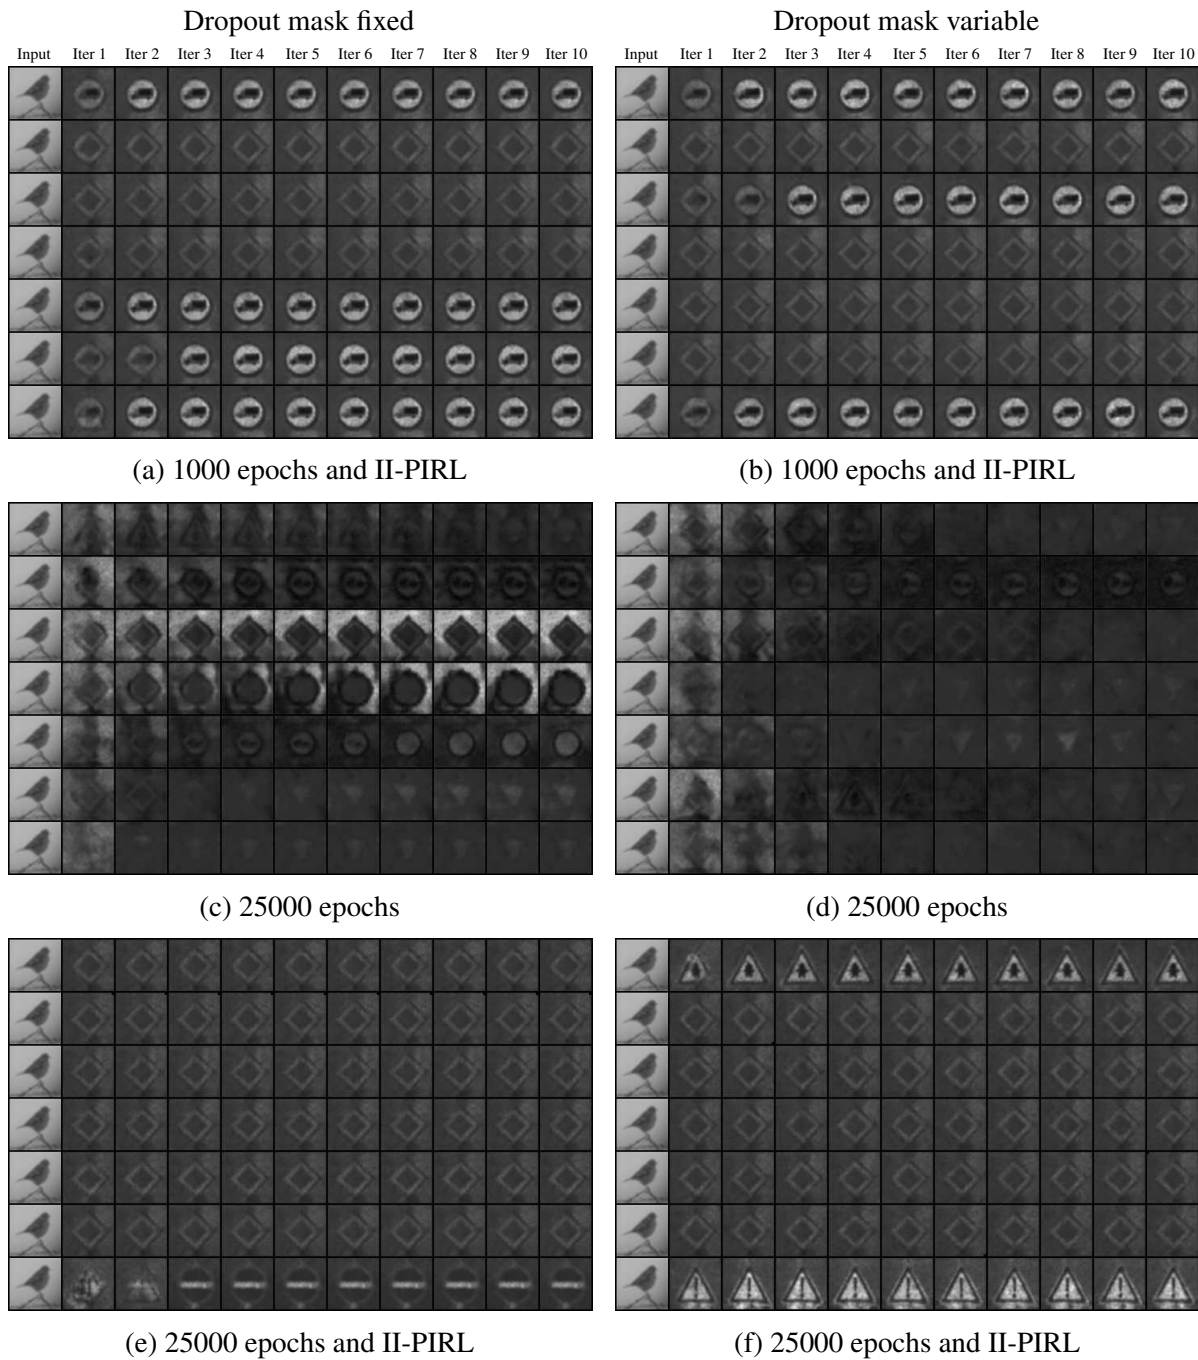 Dropout mask fixed
Dropout mask variable
Input Iter 1 Iter 2 Iter 3 Iter 4 Iter 5 Iter 6 Iter 7 Iter 8 Iter 9 Iter 10
Input Iter 1 Iter 2 Iter 3 Iter 4 Iter 5 Iter 6 Iter 7 Iter 8 Iter 9 Iter 10
(a) 1000 epochs and II-PIRL
(b) 1000 epochs and II-PIRL
(c) 25000 epochs
(d) 25000 epochs
(e) 25000 epochs and II-PIRL
(f) 25000 epochs and II-PIRL